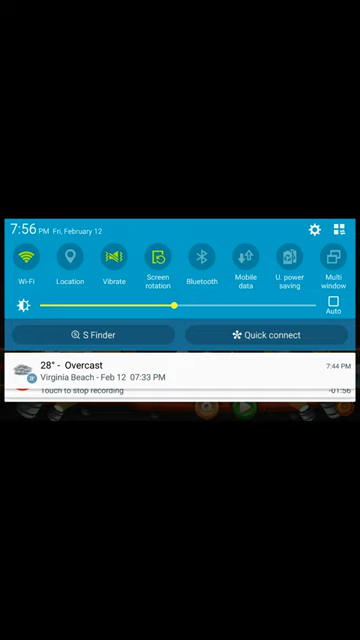 7:56 PM Fri, February 12
Wi-Fi
Location
Vibrate
Screen rotation
Bluetooth
Mobile data
U. power saving
Multi window
Auto
S Finder
Quick connect
28° - Overcast
7:44 PM
Virginia Beach - Feb 12 07:33 PM
Touch to stop recording
-01:56